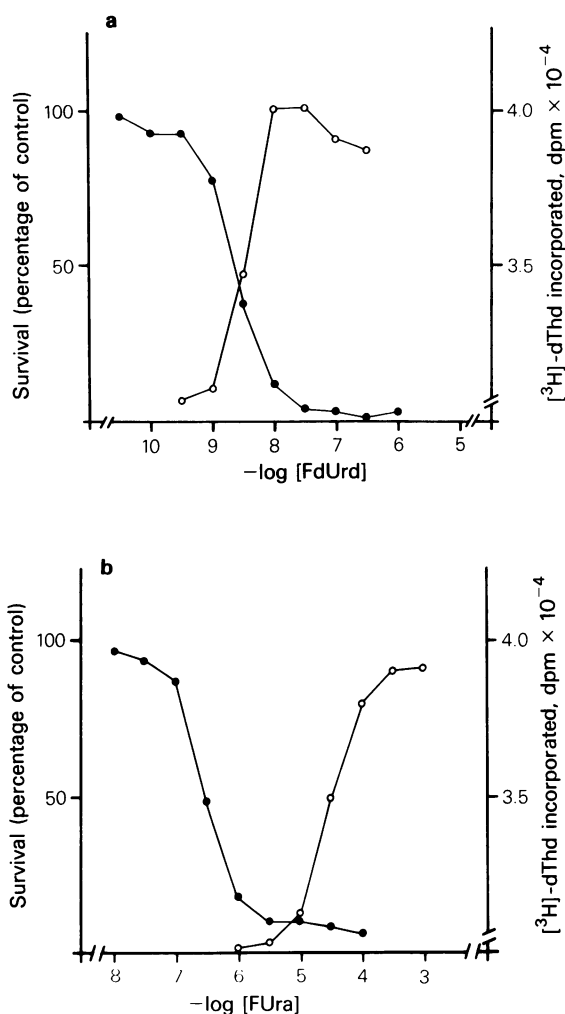 a
Survival (percentage of control)
100
50
[³H]-dThd incorporated, dpm × 10⁻⁴
4.0
3.5
10 9 8 7 6 5
−log [FdUrd]
b
Survival (percentage of control)
100
50
[³H]-dThd incorporated, dpm × 10⁻⁴
4.0
3.5
8 7 6 5 4 3
−log [FUra]